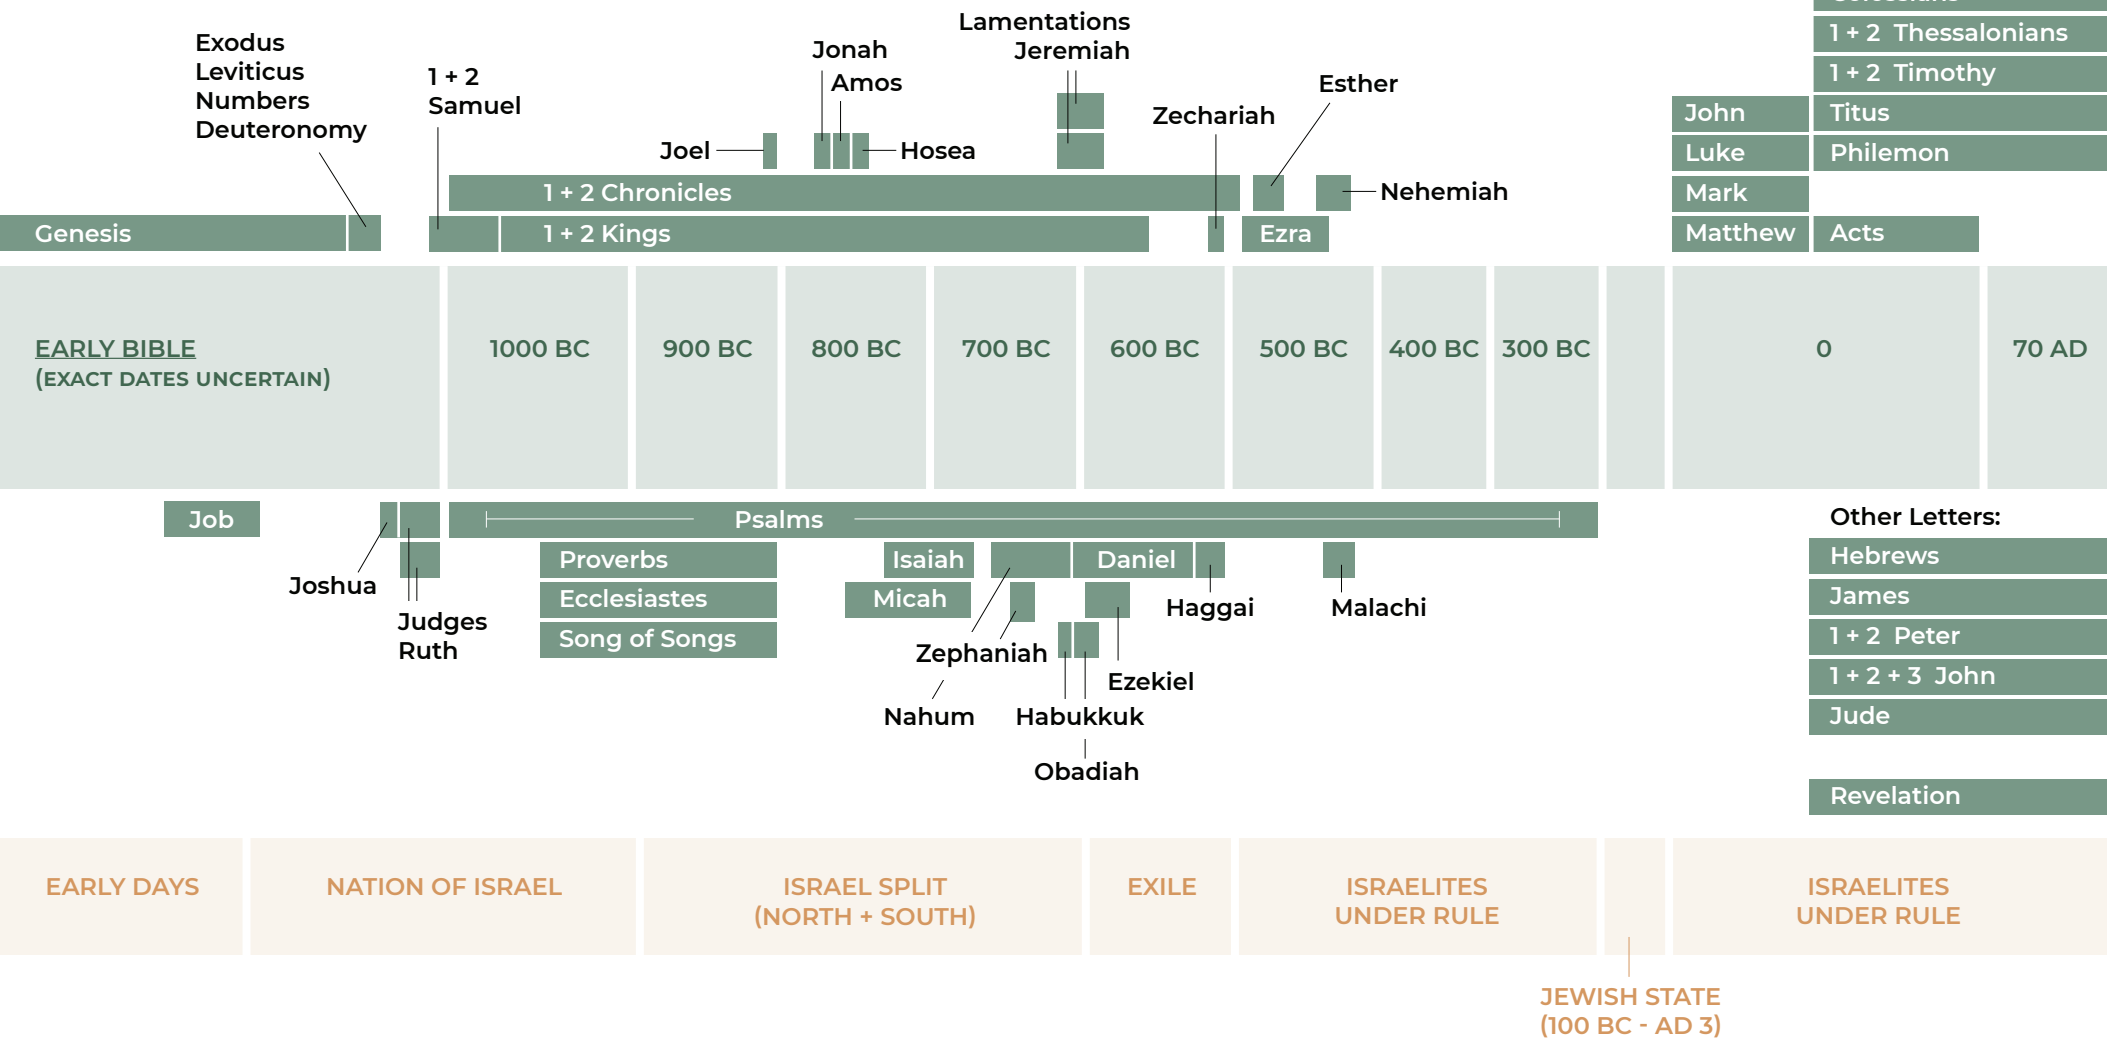 Lamentations
Jeremiah
Exodus
Leviticus
Numbers
Deuteronomy
1 + 2
Samuel
Jonah
Amos
Joel
Hosea
Zechariah
Esther
Nehemiah
1 + 2 Thessalonians
1 + 2 Timothy
John
Titus
Luke
Philemon
Mark
Matthew
Acts
1 + 2 Chronicles
Genesis
1 + 2 Kings
Ezra
EARLY BIBLE
(EXACT DATES UNCERTAIN)
1000 BC
900 BC
800 BC
700 BC
600 BC
500 BC
400 BC
300 BC
0
70 AD
Job
Psalms
Joshua
Judges
Ruth
Proverbs
Ecclesiastes
Song of Songs
Isaiah
Micah
Daniel
Haggai
Malachi
Zephaniah
Ezekiel
Nahum
Habukkuk
Obadiah
Other Letters:
Hebrews
James
1 + 2 Peter
1 + 2 + 3 John
Jude
Revelation
EARLY DAYS
NATION OF ISRAEL
ISRAEL SPLIT
(NORTH + SOUTH)
EXILE
ISRAELITES
UNDER RULE
ISRAELITES
UNDER RULE
JEWISH STATE
(100 BC - AD 3)